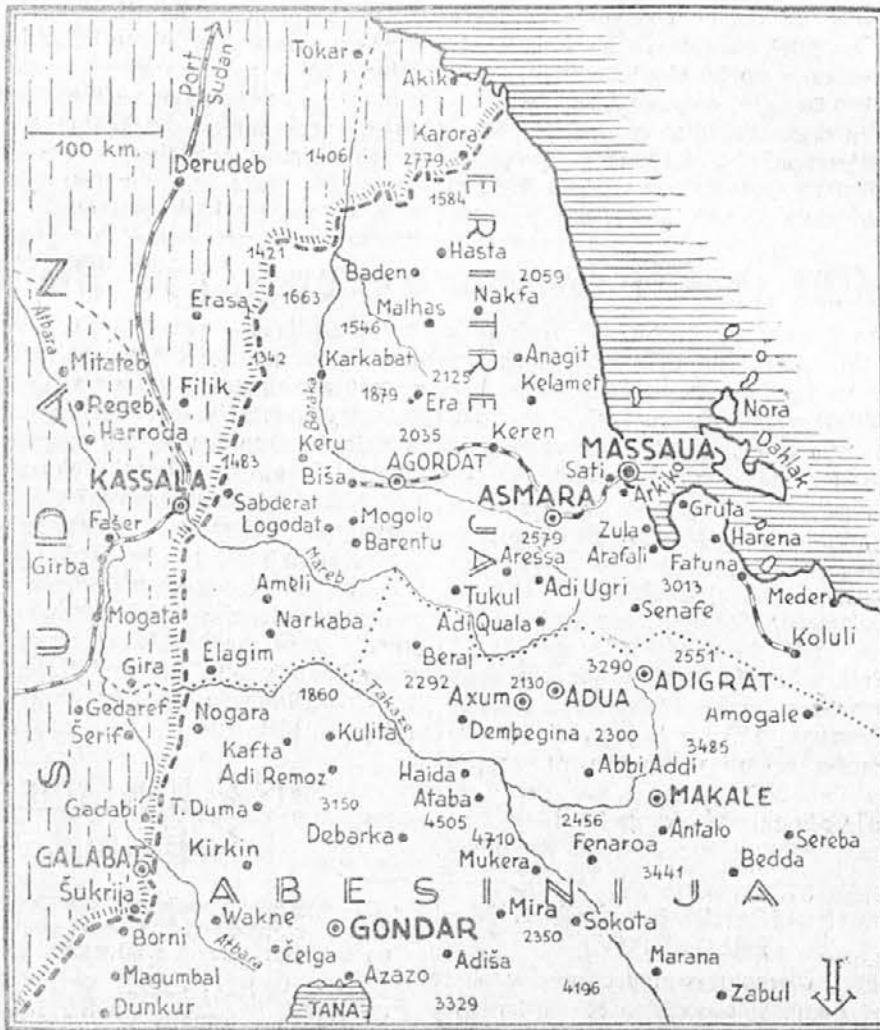 Tokar
Port
Sudan
Akik
100 km.
Karora
1406
2779
Derudeb
1584
ERITREJA
SUDAN
1421
Hasta
Baden
2059
1663
Nakfa
Erasa
Malhas
Atbara
1546
Mitateb
1342
Karkabat
Anagit
2125
Kelamet
Filik
Baraka
1879
Era
Nora
Regeb
Dahlak
Harroda
2035
Keren
MASSAUA
Keru
1483
AGORDAT
Sati
KASSALA
Biša
ASMARA
Arkiko
Sabderat
Gruta
Logodat
Mogolo
Zula
Fašer
2579
Harena
Barentu
Aressa
Arafali
Girba
Mareb
Fatuna
Ameli
Adi Ugri
3013
Meder
Tukul
Senafe
Mogata
Narkaba
Adi Quala
Koluli
Elagim
Beraj
2551
Gira
3290
ADIGRAT
2292
Axum
2130
ADUA
1860
Takaze
Gedaref
Amogale
Nogara
Kulita
Dembegina
2300
Šerif
Kafta
3485
Adi Remoz
Haida
Abbi Addi
Gadabi
T. Duma
Ataba
MAKALE
3150
4505
2456
Antalo
Debarka
4710
Sereba
GALABAT
Kirkin
Mukera
Fenaroa
Bedda
3441
ABESINIJA
Šukrija
Wakne
Mira
Sokota
GONDAR
2350
Borni
Atbara
Čelga
Adiša
Marana
Magumbal
Azazo
4196
Zabul
TANA
3329
Dunkur